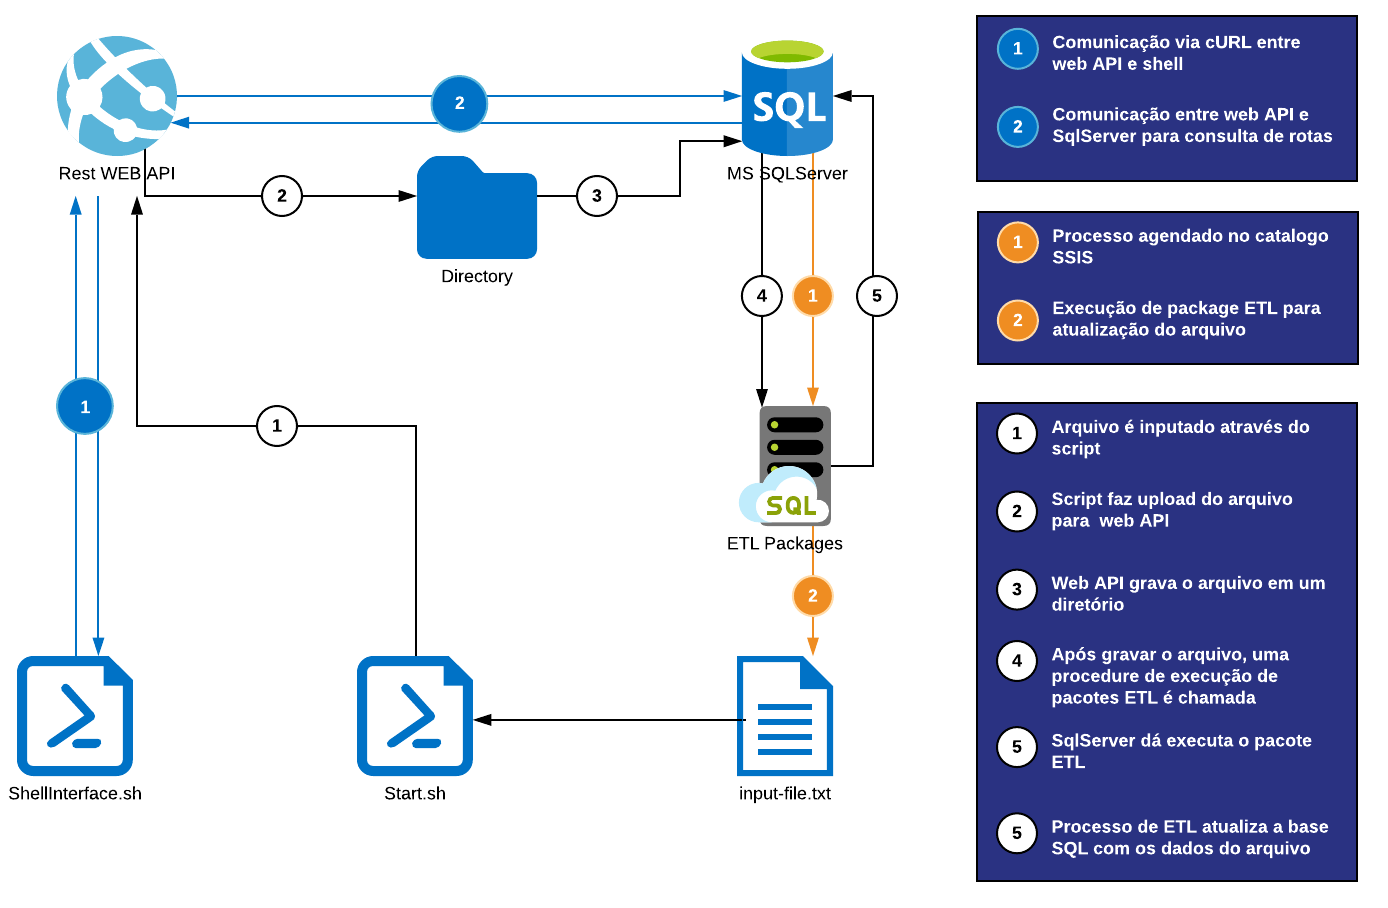 2
SQL
Rest WEB API
MS SQLServer
2
3
Directory
4
1
5
1
1
SQL
ETL Packages
2
ShellInterface.sh
Start.sh
input-file.txt
1
Comunicação via cURL entre
web API e shell
2
Comunicação entre web API e
SqlServer para consulta de rotas
1
Processo agendado no catalogo
SSIS
2
Execução de package ETL para
atualização do arquivo
1
Arquivo é inputado através do
script
2
Script faz upload do arquivo
para  web API
3
Web API grava o arquivo em um
diretório
4
Após gravar o arquivo, uma
procedure de execução de
pacotes ETL é chamada
5
SqlServer dá executa o pacote
ETL
5
Processo de ETL atualiza a base
SQL com os dados do arquivo